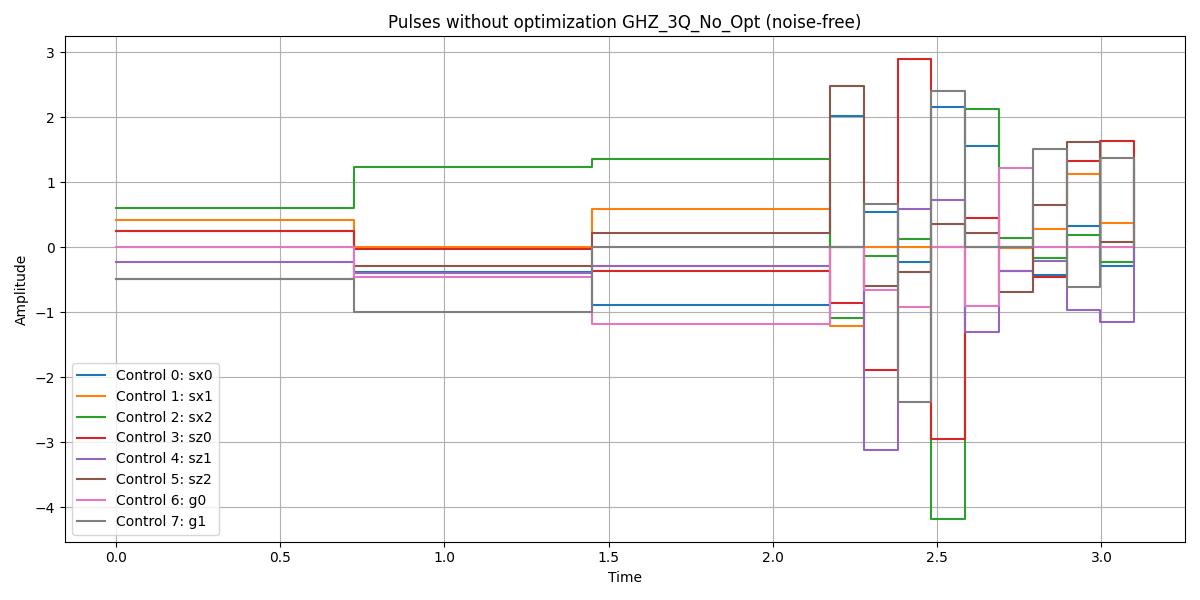 Pulses without optimization GHZ_3Q_No_Opt (noise-free)
3
2
1
0
−1
−2
−3
−4
Amplitude
Control 0: sx0
Control 1: sx1
Control 2: sx2
Control 3: sz0
Control 4: sz1
Control 5: sz2
Control 6: g0
Control 7: g1
0.0 0.5 1.0 1.5 2.0 2.5 3.0
Time